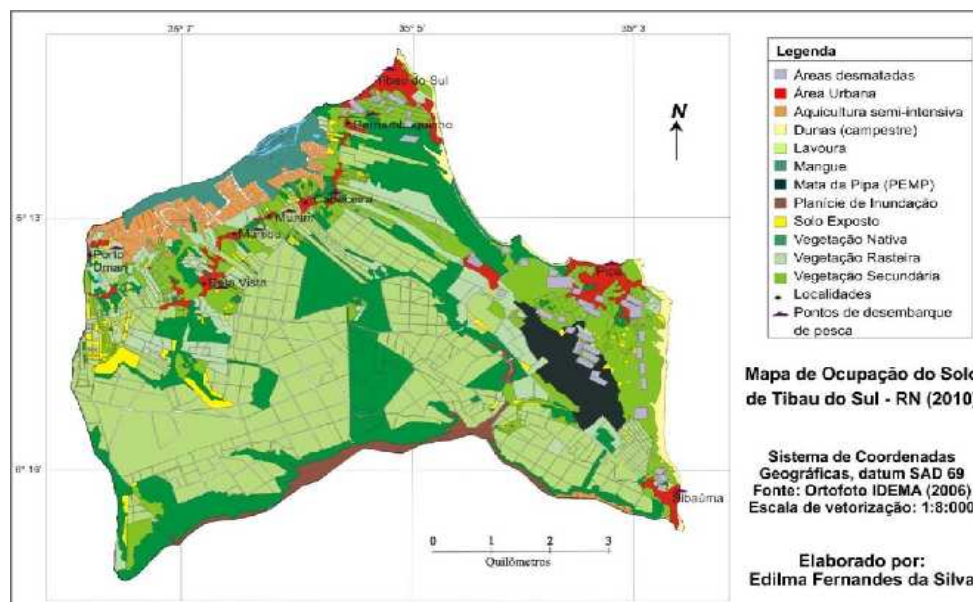 35° 7'
35° 5'
35° 3'
Tibau do Sul
Pernambuquinho
Cabeceira
Munim
6° 13'
Porto
Bela Vista
Pipa
6° 16'
Sibaúma
0 1 2 3
Quilômetros
N
Legenda
Áreas desmatadas
Área Urbana
Aquicultura semi-intensiva
Dunas (campestre)
Lavoura
Mangue
Mata da Pipa (PEMP)
Planície de Inundação
Solo Exposto
Vegetação Nativa
Vegetação Rasteira
Vegetação Secundária
Localidades
Pontos de desembarque
de pesca
Mapa de Ocupação do Solo
de Tibau do Sul - RN (2010)
Sistema de Coordenadas
Geográficas, datum SAD 69
Fonte: Ortofoto IDEMA (2006)
Escala de vetorização: 1:8:000
Elaborado por:
Edilma Fernandes da Silva